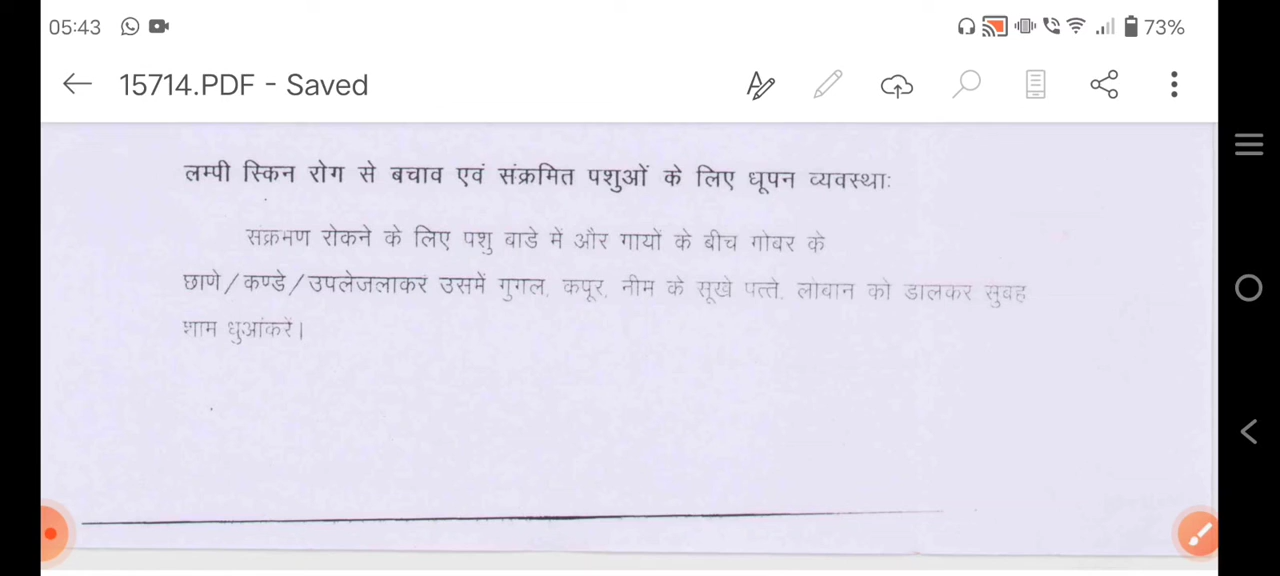 05:43
73%
15714.PDF - Saved
लम्पी स्किन रोग से बचाव एवं संक्रमित पशुओं के लिए धूपन व्यवस्थाः
सक्रमण रोकने के लिए पशु बाडे में और गायों के बीच गोबर के
छाणे/कण्डे/उपलेजलाकर उसमें गुगल, कपूर, नीम के सूखे पत्ते, लोबान को डालकर सुबह
शाम धुआंकरें।